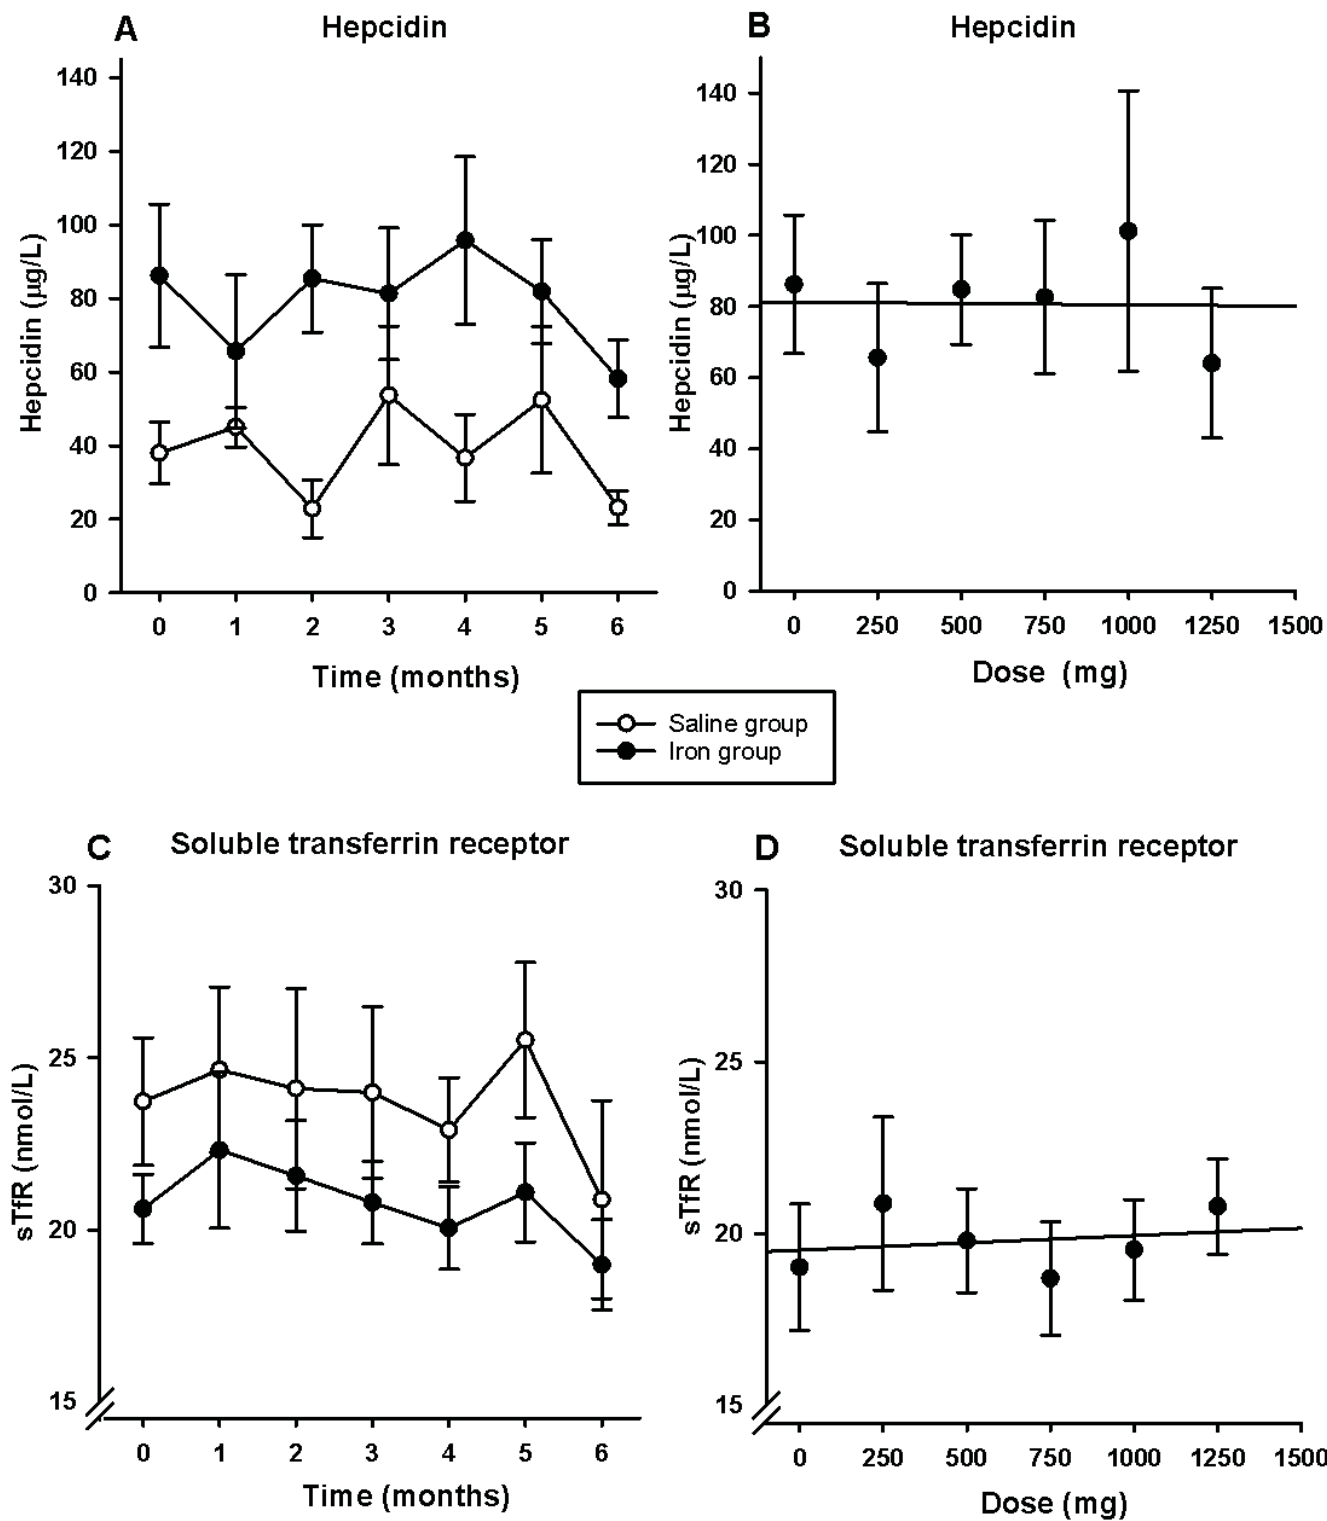 A Hepcidin
140
120
100
80
60
40
20
0
Hepcidin (µg/L)
0 1 2 3 4 5 6
Time (months)
B Hepcidin
140
120
100
80
60
40
20
0
Hepcidin (µg/L)
0 250 500 750 1000 1250 1500
Dose (mg)
Saline group
Iron group
C Soluble transferrin receptor
30
25
20
15
sTfR (nmol/L)
0 1 2 3 4 5 6
Time (months)
D Soluble transferrin receptor
30
25
20
15
sTfR (nmol/L)
0 250 500 750 1000 1250 1500
Dose (mg)